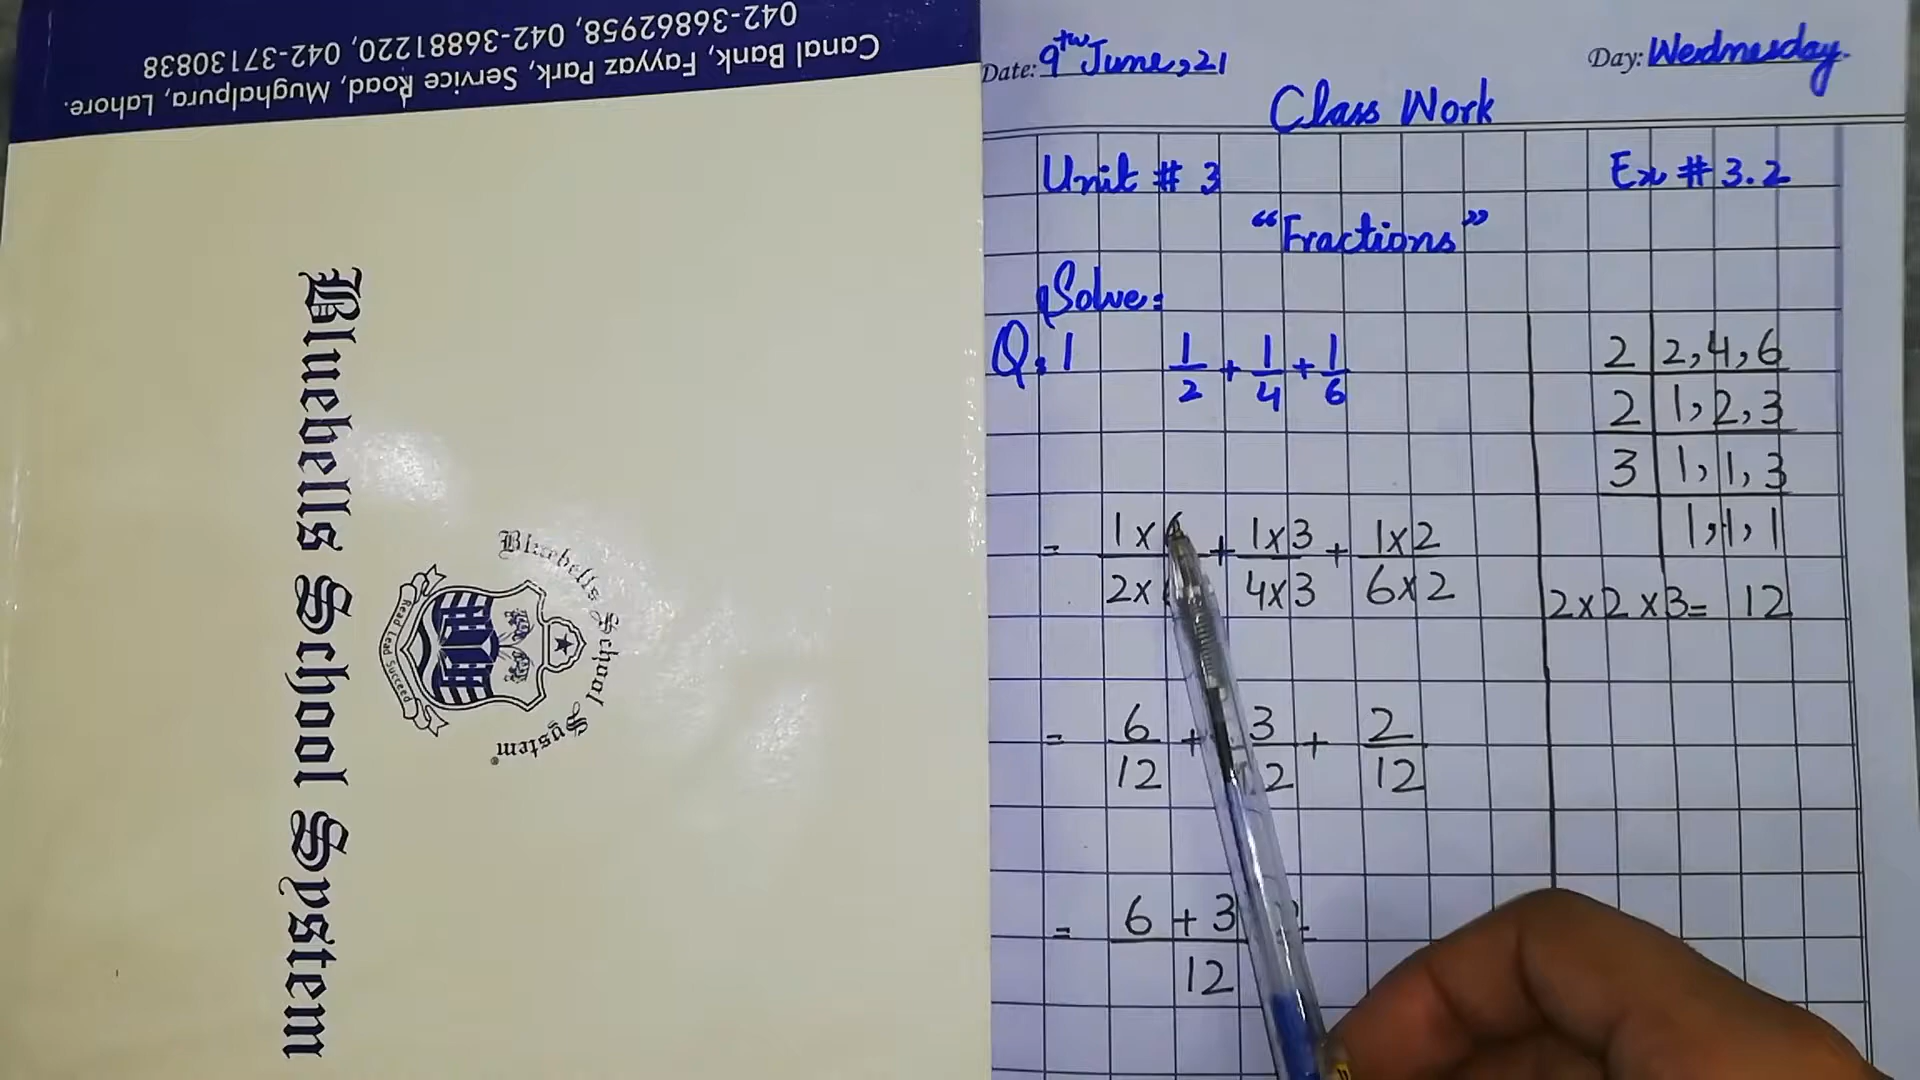 Canal Bank, Fayyaz Park, Service Road, Mughalpura, Lahore.
042-36862958, 042-36881220, 042-37130838
Bluebells School System
Bluebells School System
Read Lead Succeed
Date: 9th June, 21
Day: Wednesday.
Class Work
Unit # 3
Ex # 3.2
“Fractions”
Solve:
Q:1 1/2 + 1/4 + 1/6
= 1x6/2x + 1x3/4x3 + 1x2/6x2
= 6/12 + 3/12 + 2/12
= 6 + 3
12
2 | 2, 4, 6
2 | 1, 2, 3
3 | 1, 1, 3
1, 1, 1
2x2x3= 12